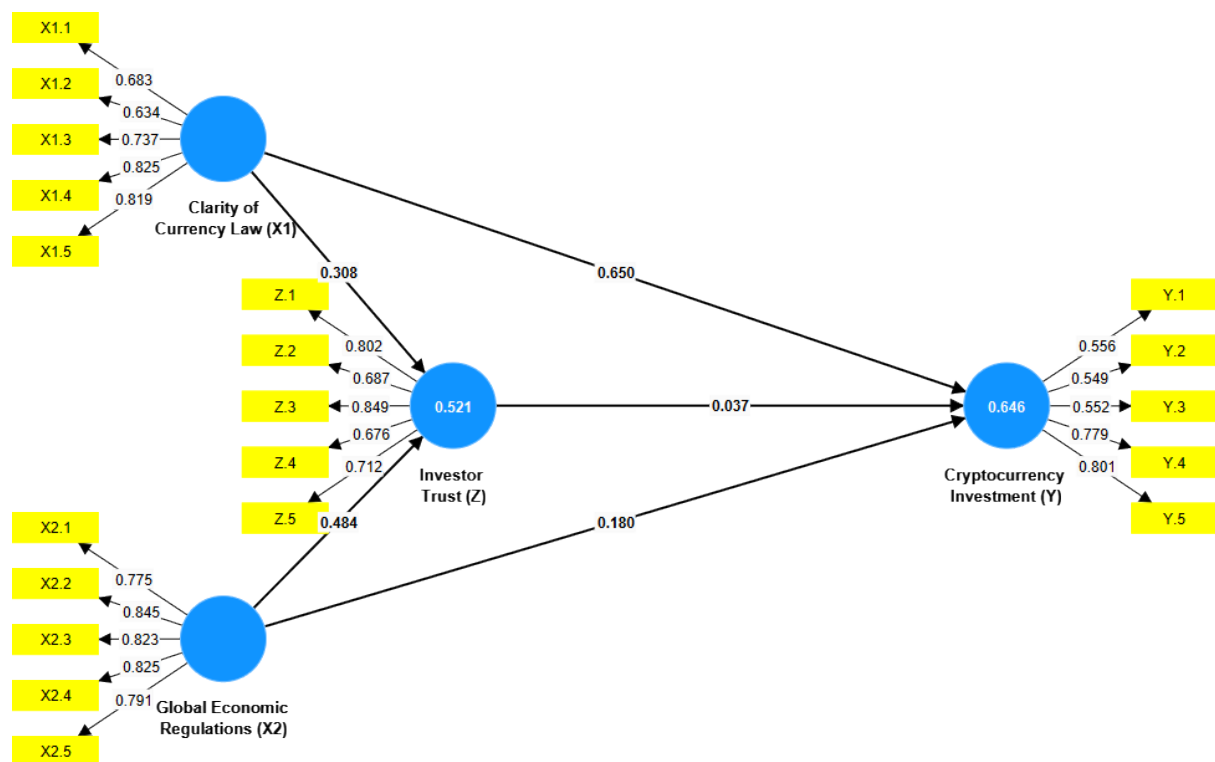 X1.1
0.683
X1.2
0.634
X1.3
0.737
X1.4
0.825
X1.5
0.819
Clarity of
Currency Law (X1)
0.308
0.650
Z.1
0.802
Z.2
0.687
Z.3
0.849
Z.4
0.676
Z.5
0.712
0.521
Investor
Trust (Z)
0.037
0.484
0.180
0.646
Cryptocurrency
Investment (Y)
Y.1
0.556
Y.2
0.549
Y.3
0.552
Y.4
0.779
Y.5
0.801
X2.1
0.775
X2.2
0.845
X2.3
0.823
X2.4
0.825
X2.5
0.791
Global Economic
Regulations (X2)